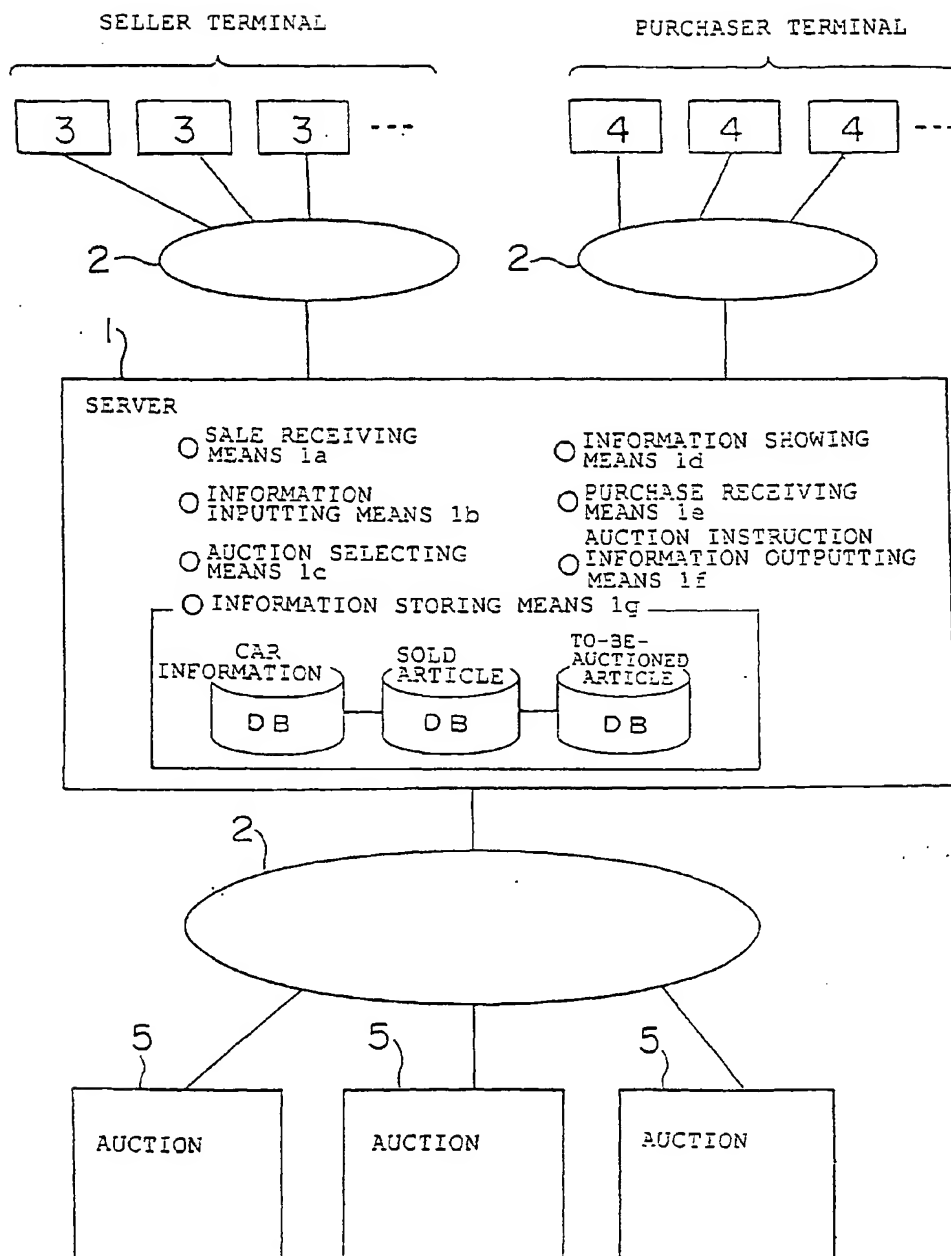 SELLER TERMINAL
PURCHASER TERMINAL
3 3 3 ---
4 4 4 ---
2
2
1
SERVER
SALE RECEIVING
MEANS 1a
INFORMATION
INPUTTING MEANS 1b
AUCTION SELECTING
MEANS 1c
INFORMATION SHOWING
MEANS 1d
PURCHASE RECEIVING
MEANS 1e
AUCTION INSTRUCTION
INFORMATION OUTPUTTING
MEANS 1f
INFORMATION STORING MEANS 1g
CAR
INFORMATION
DB
SOLD
ARTICLE
DB
TO-BE-
AUCTIONED
ARTICLE
DB
2
5
AUCTION
5
AUCTION
5
AUCTION